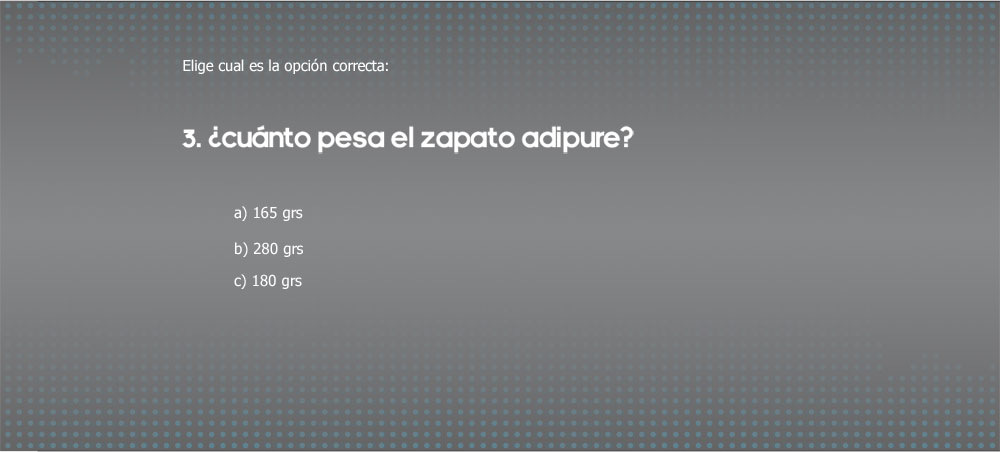 Elige cual es la opción correcta:
3. ¿cuánto pesa el zapato adipure?
a) 165 grs
b) 280 grs
c) 180 grs